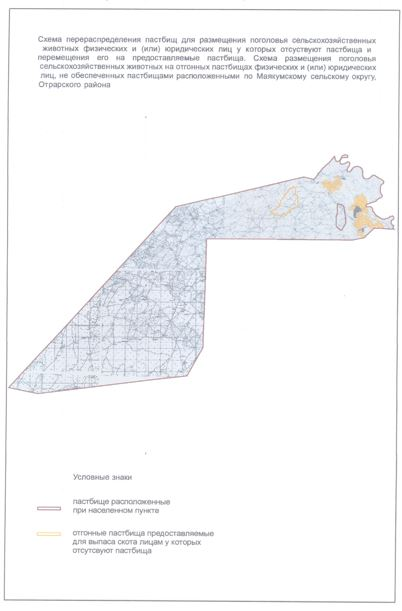 Схема перераспределения пастбищ для размещения поголовья сельскохозяйственных
животных физических и (или) юридических лиц у которых отсуствуют пастбища и
перемещения его на предоставляемые пастбища. Схема размещения поголовья
сельскохозяйственных животных на отгонных пастбищах физических и (или) юридических
лиц, не обеспеченных пастбищами расположенными по Маякумскому сельскому округу,
Отрарского района
Условные знаки
пастбище расположенные
при населенном пункте
отгонные пастбища предоставляемые
для выпаса скота лицам у которых
отсутсвуют пастбища